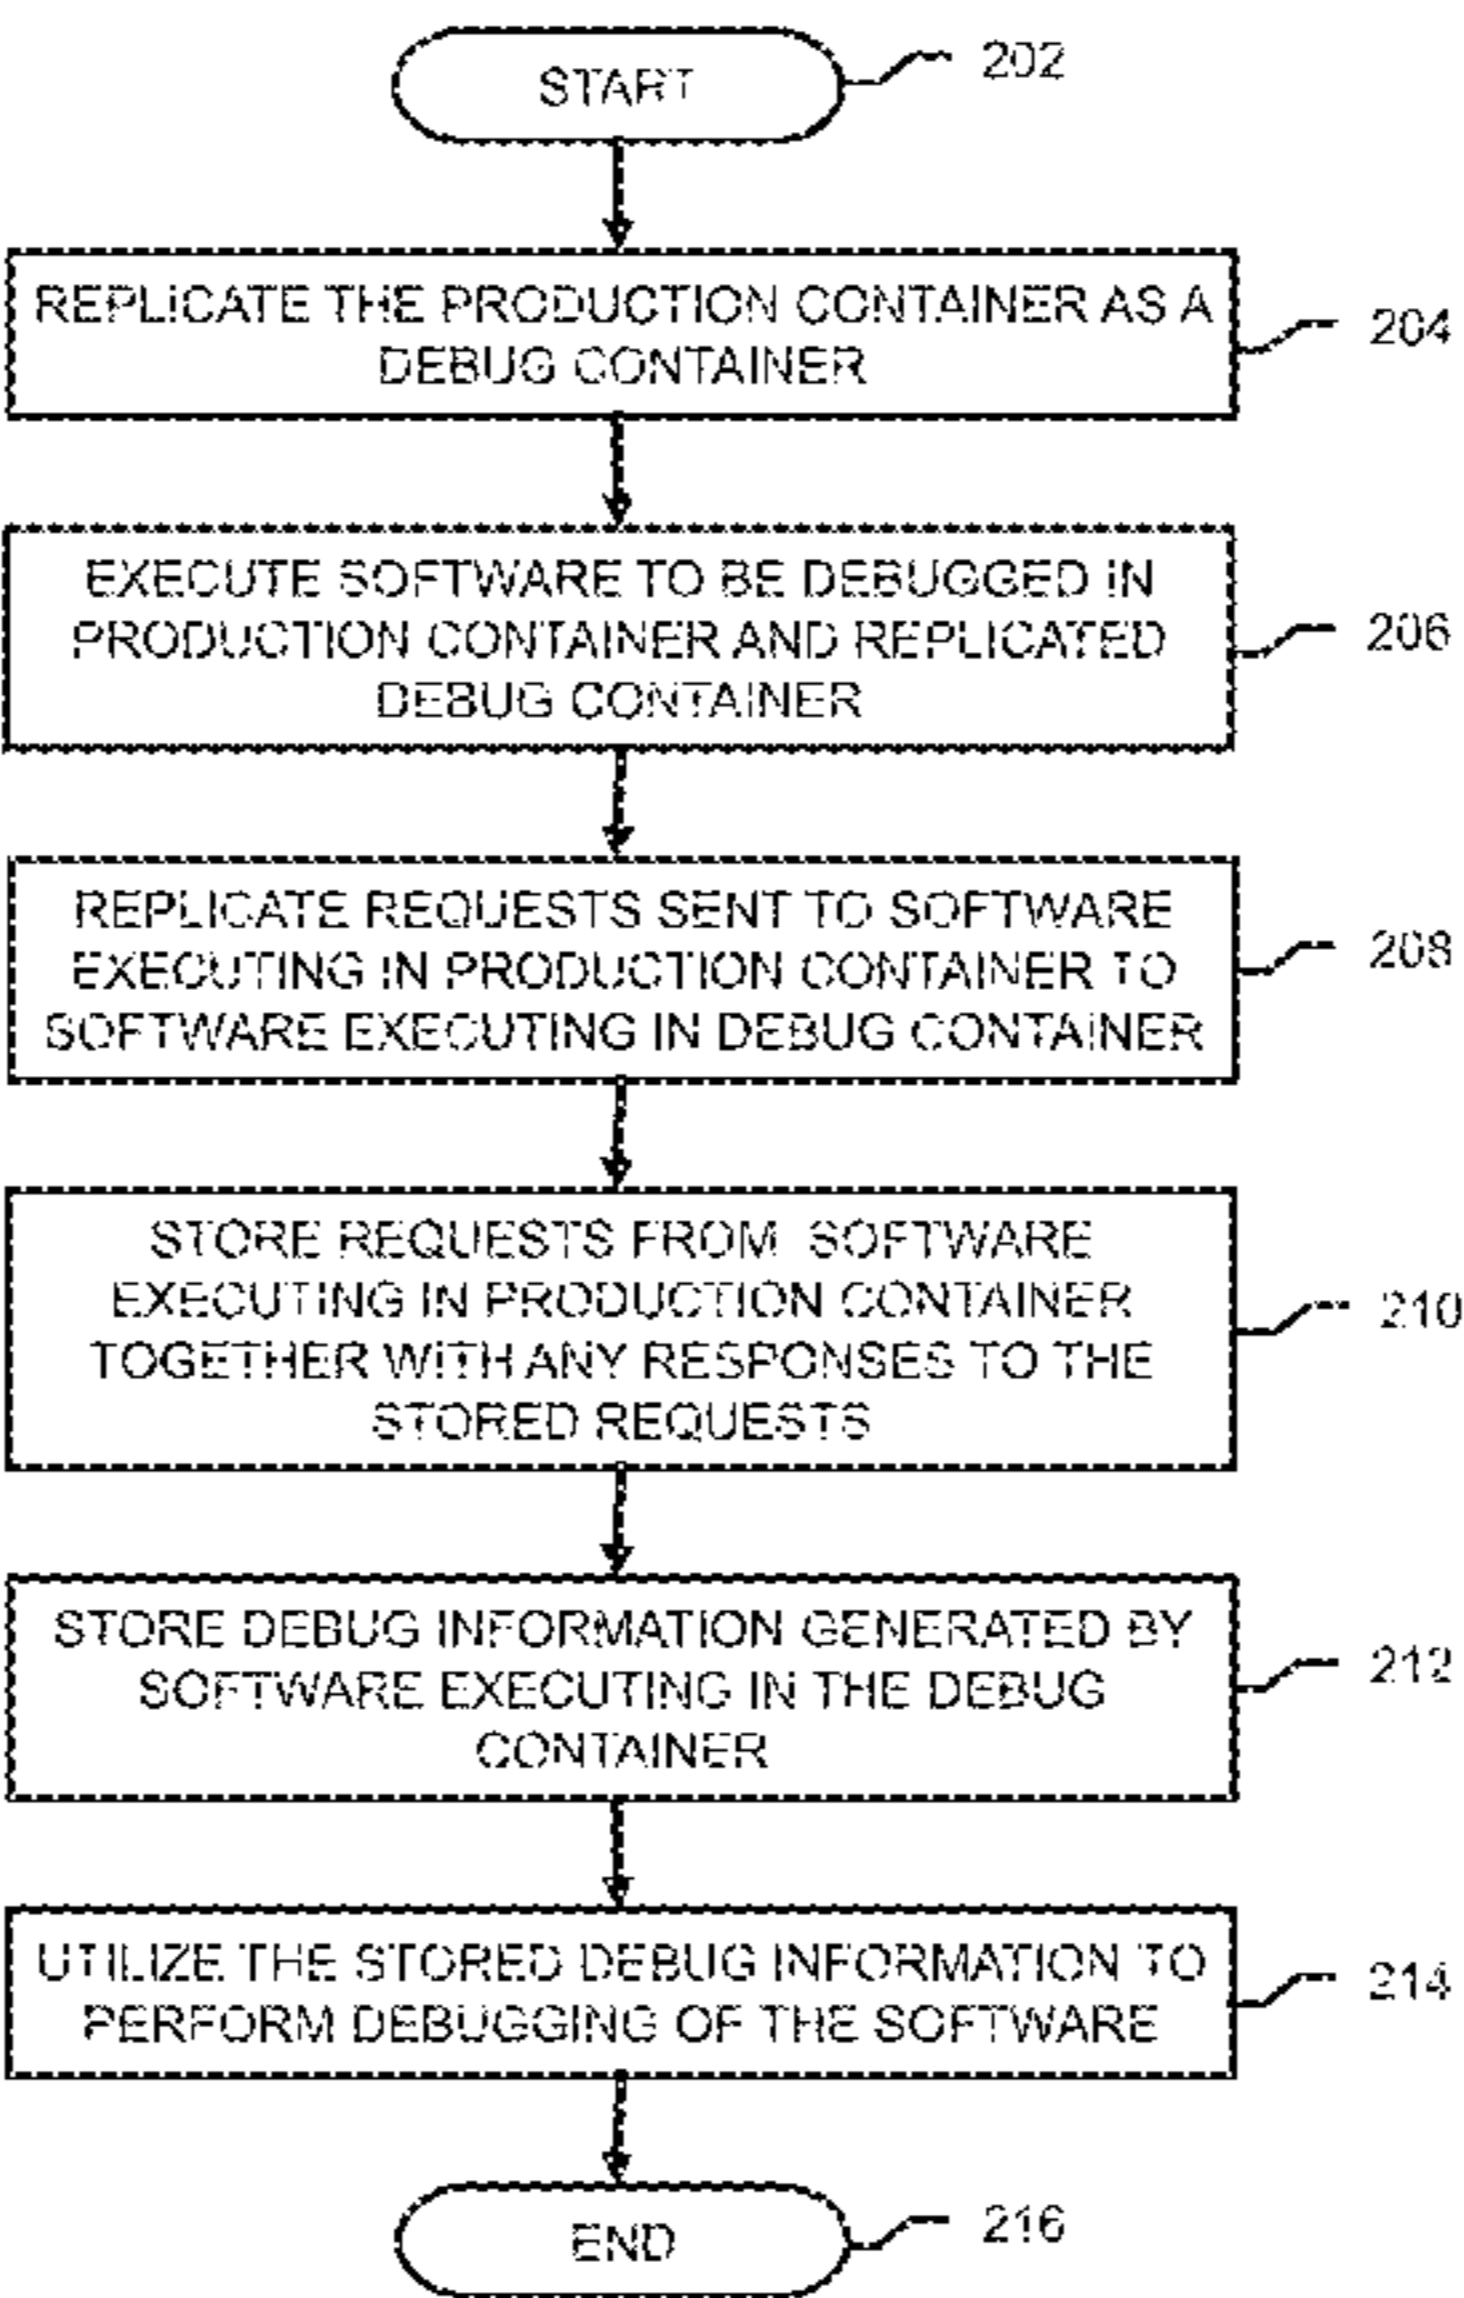 START
202
REPLICATE THE PRODUCTION CONTAINER AS A
DEBUG CONTAINER
204
EXECUTE SOFTWARE TO BE DEBUGGED IN
PRODUCTION CONTAINER AND REPLICATED
DEBUG CONTAINER
206
REPLICATE REQUESTS SENT TO SOFTWARE
EXECUTING IN PRODUCTION CONTAINER TO
SOFTWARE EXECUTING IN DEBUG CONTAINER
208
STORE REQUESTS FROM SOFTWARE
EXECUTING IN PRODUCTION CONTAINER
TOGETHER WITH ANY RESPONSES TO THE
STORED REQUESTS
210
STORE DEBUG INFORMATION GENERATED BY
SOFTWARE EXECUTING IN THE DEBUG
CONTAINER
212
UTILIZE THE STORED DEBUG INFORMATION TO
PERFORM DEBUGGING OF THE SOFTWARE
214
END
216